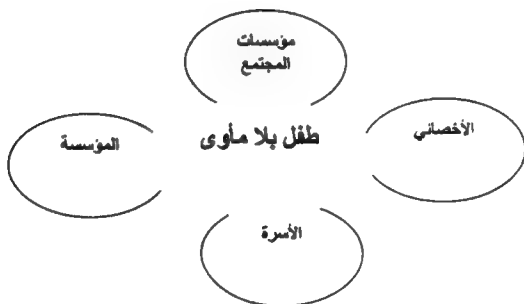 مؤسسات
المجتمع
طفل بلا مأوى
الأخصائي
المؤسسة
الأسرة